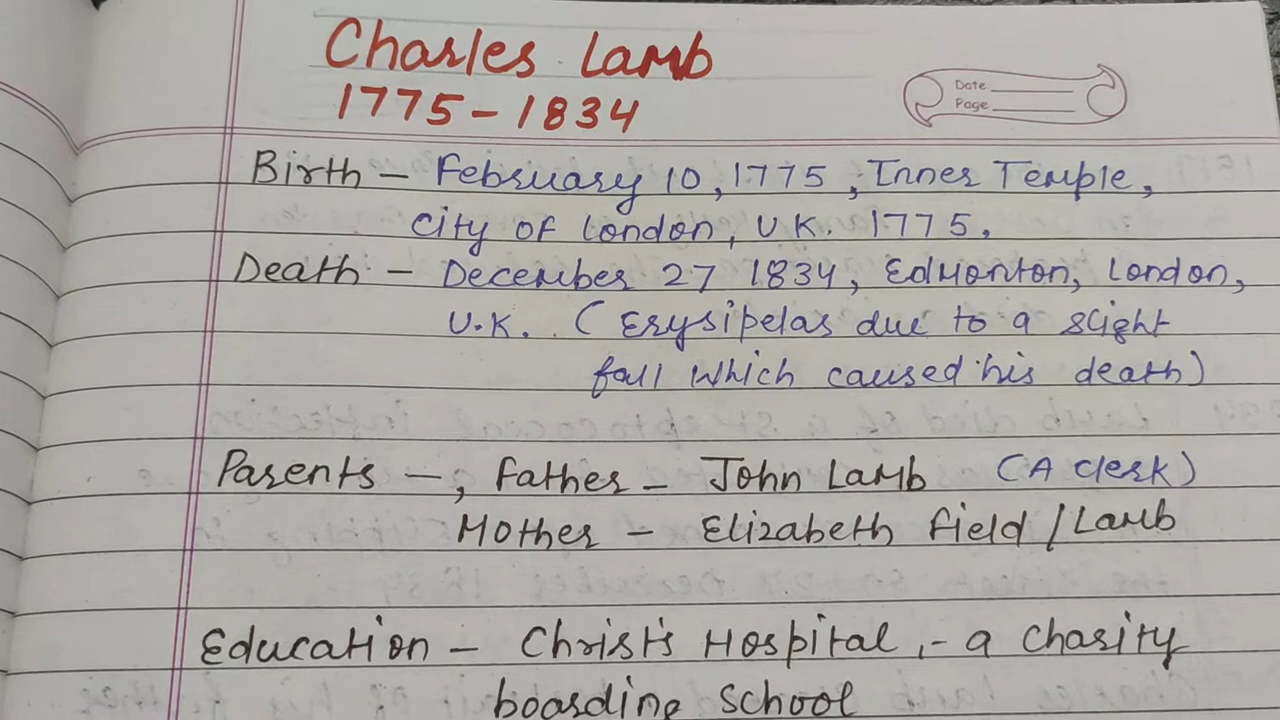 Charles Lamb
1775-1834
Date
Page
Birth - February 10, 1775, Inner Temple,
City of London, U.K. 1775.
Death - December 27 1834, Edmonton, London,
U.K. (Erysipelas due to a slight
fall which caused his death)
Parents -, Father - John Lamb (A clerk)
Mother - Elizabeth Field/Lamb
Education - Christ's Hospital, - a charity
boarding school